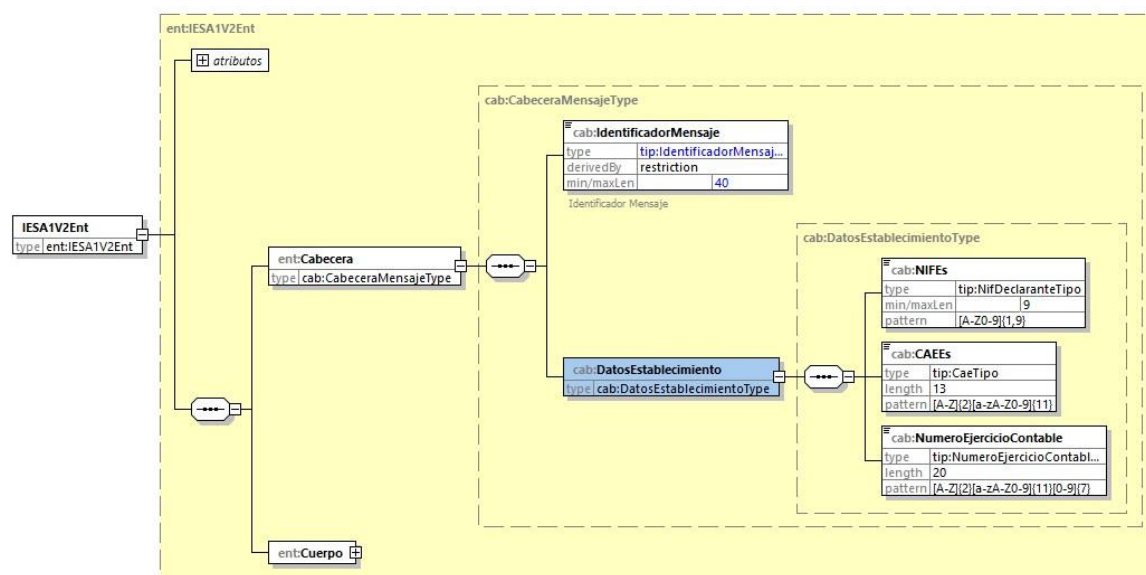 ent:IESA1V2Ent
atributos
cab:CabeceraMensajeType
cab:IdentificadorMensaje
type tip:IdentificadorMensaj...
derivedBy restriction
min/maxLen 40
Identificador Mensaje
IESA1V2Ent
type ent:IESA1V2Ent
ent:Cabecera
type cab:CabeceraMensajeType
cab:DatosEstablecimientoType
cab:NIFEs
type tip:NifDeclaranteTipo
min/maxLen 9
pattern [A-Z0-9]{1,9}
cab:DatosEstablecimiento
type cab:DatosEstablecimientoType
cab:CAEEs
type tip:CaeTipo
length 13
pattern [A-Z]{2}[a-zA-Z0-9]{11}
cab:NumeroEjercicioContable
type tip:NumeroEjercicioContabl...
length 20
pattern [A-Z]{2}[a-zA-Z0-9]{11}[0-9]{7}
ent:Cuerpo